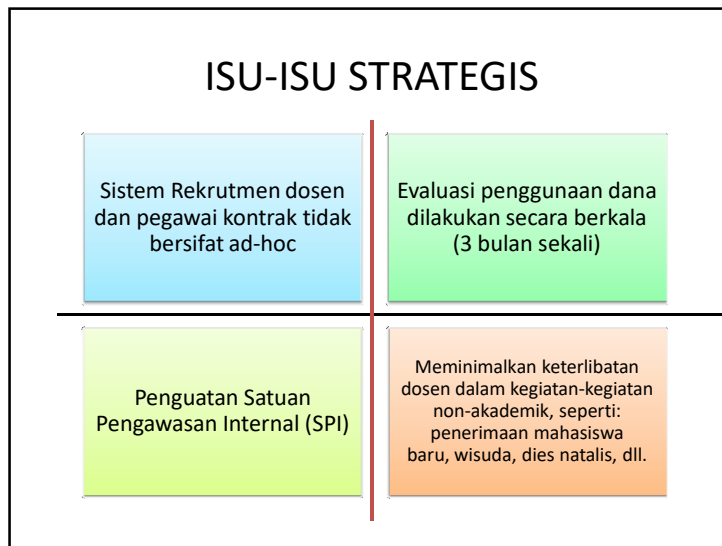 ISU-ISU STRATEGIS
Sistem Rekrutmen dosen
dan pegawai kontrak tidak
bersifat ad-hoc
Evaluasi penggunaan dana
dilakukan secara berkala
(3 bulan sekali)
Penguatan Satuan
Pengawasan Internal (SPI)
Meminimalkan keterlibatan
dosen dalam kegiatan-kegiatan
non-akademik, seperti:
penerimaan mahasiswa
baru, wisuda, dies natalis, dll.